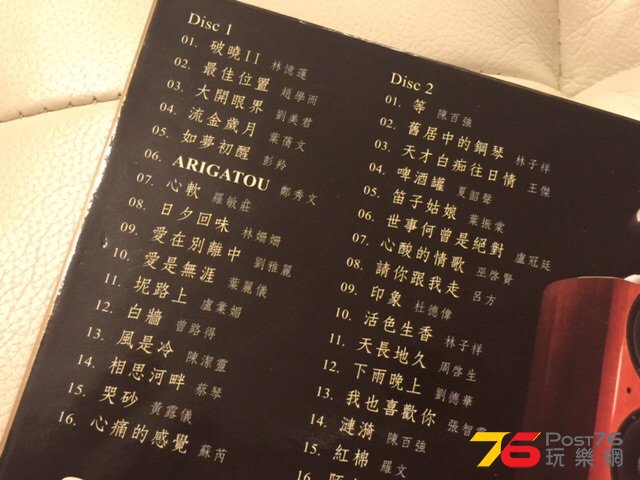 Disc 1
01. 破曉II 林憶蓮
02. 最佳位置 趙學而
03. 大開眼界 劉美君
04. 流金歲月 葉蒨文
05. 如夢初醒 彭羚
06. ARIGATOU 鄭秀文
07. 心軟 羅敏莊
08. 日夕回味 林姍姍
09. 愛在別離中 劉雅麗
10. 愛是無涯 葉麗儀
11. 坭路上 盧業媚
12. 白牆 曾路得
13. 風是冷 陳潔靈
14. 相思河畔 蔡琴
15. 哭砂 黃露儀
16. 心痛的感覺 蘇芮
Disc 2
01. 等 陳百強
02. 舊居中的鋼琴 林子祥
03. 天才白痴往日情 王傑
04. 啤酒罐 夏韶聲
05. 笛子姑娘 葉振棠
06. 世事何曾是絕對 盧冠廷
07. 心酸的情歌 巫啓賢
08. 請你跟我走 呂方
09. 印象 杜德偉
10. 活色生香 林子祥
11. 天長地久 周啓生
12. 下雨晚上 劉德華
13. 我也喜歡你 張智霖
14. 漣漪 陳百強
15. 紅棉 羅文
76 Post76
玩樂網